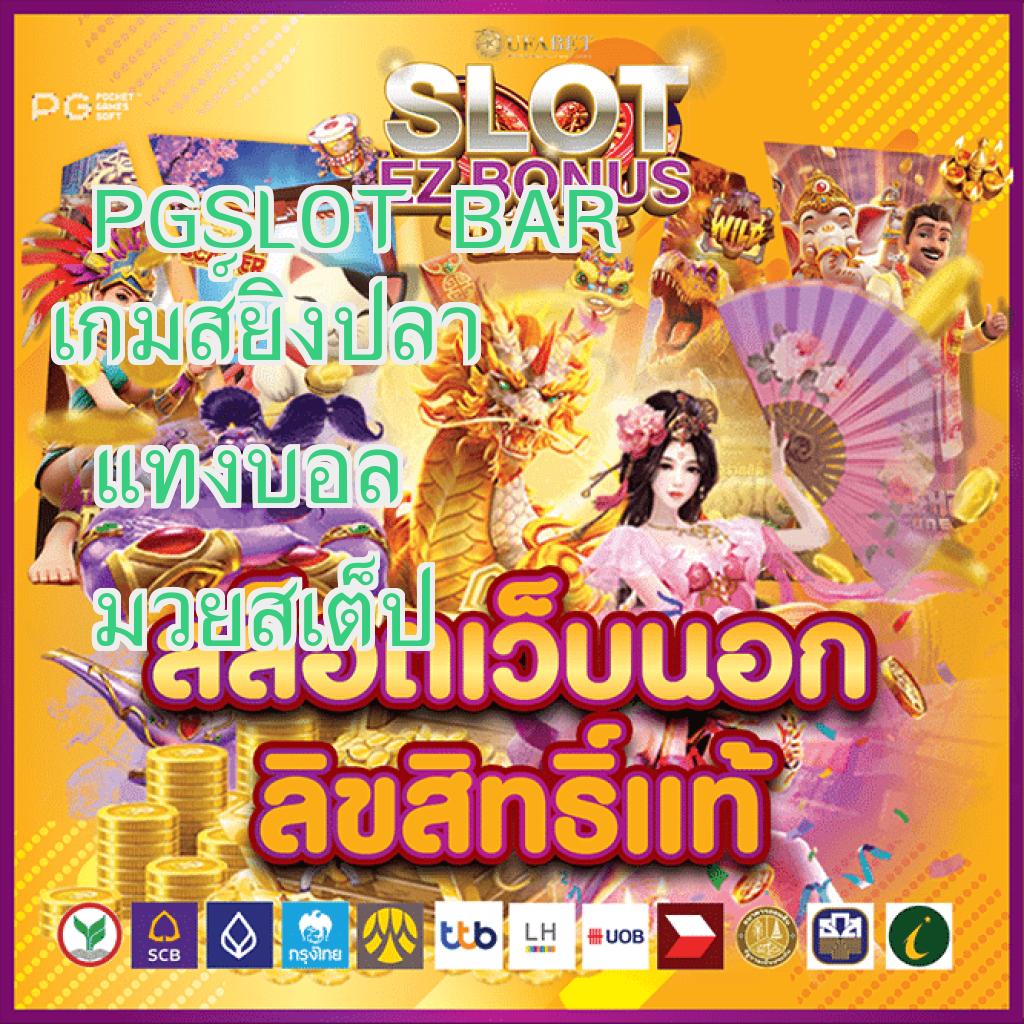 UFABET
SLOT
PG POCKET
GAMES
SOFT
EZ BONUS
PGSLOT BAR
WILD
เกมส์ยิงปลา
แทงบอล
มวยสเต็ป
สล็อตเว็บนอก
ลิขสิทธิ์แท้
SCB
กรุงไทย
ttb
LH
UOB